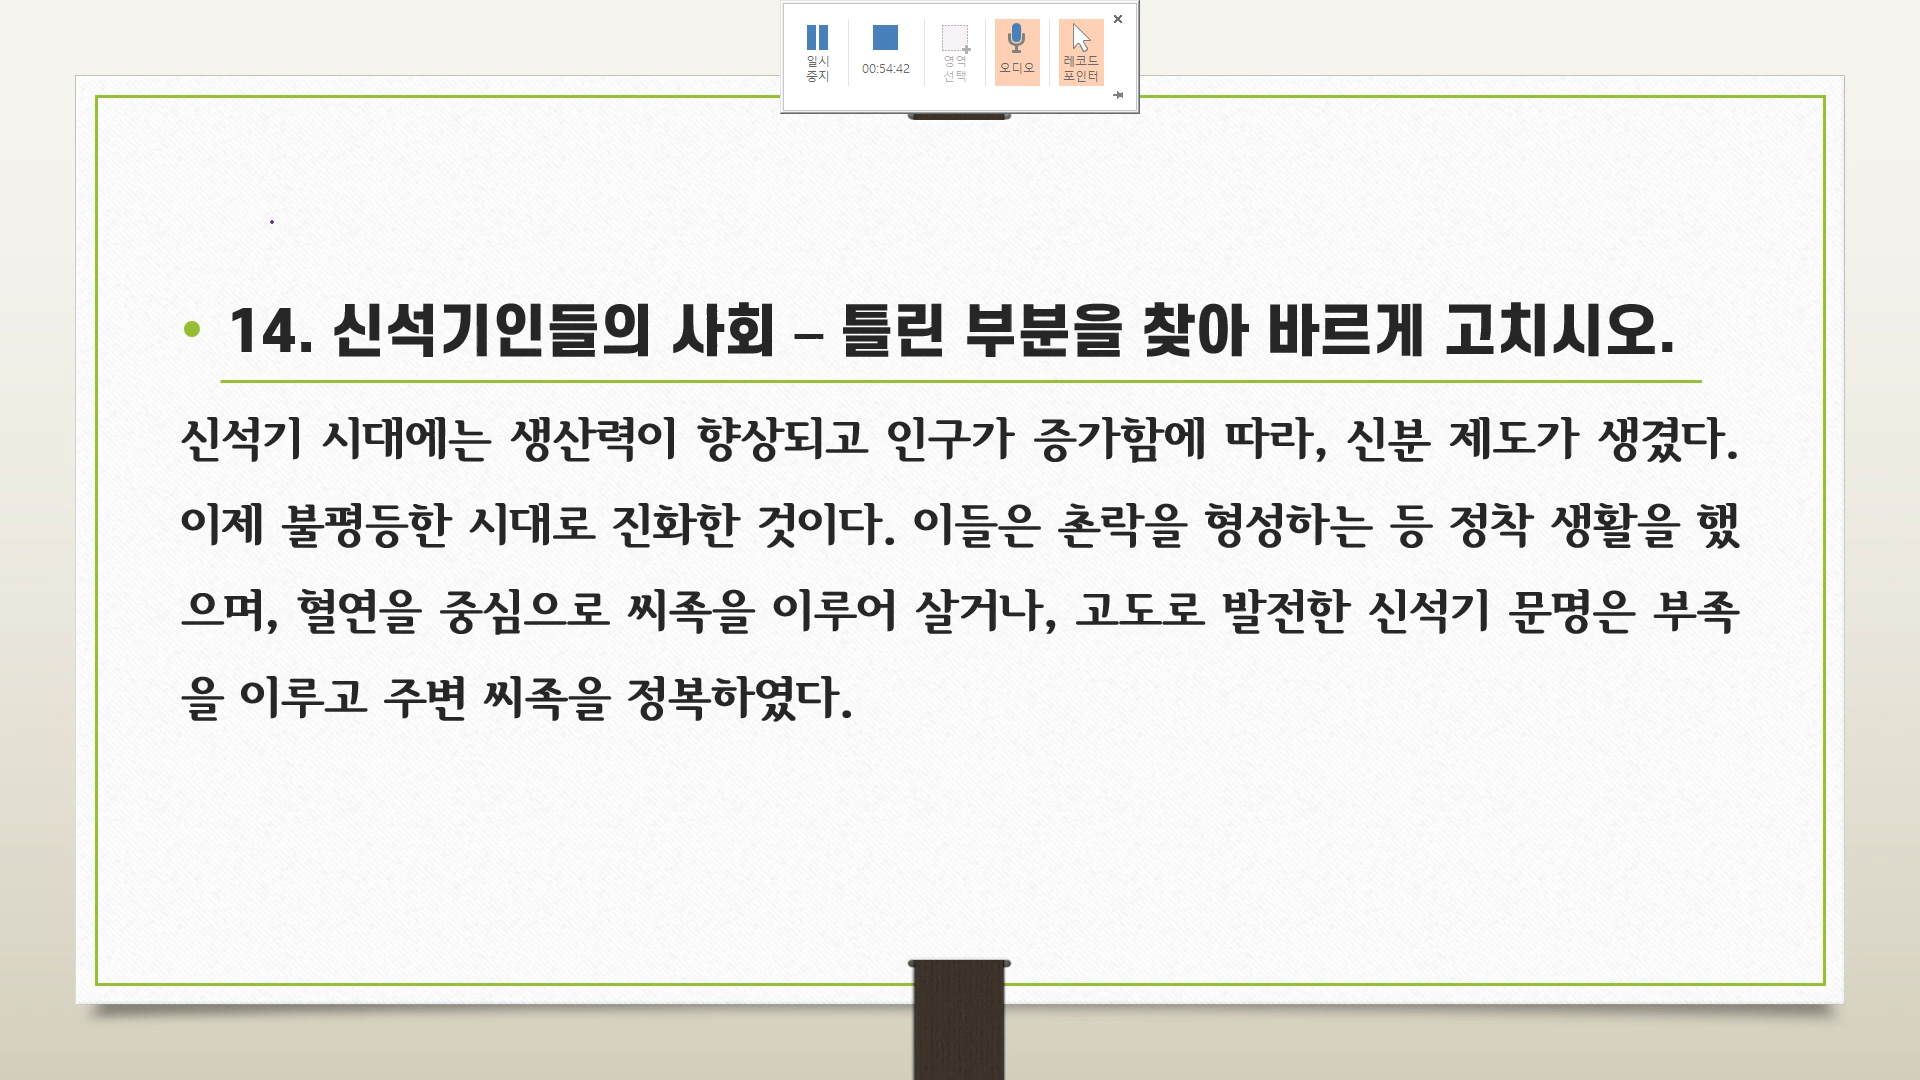 일시
중지
00:54:42
영역
선택
오디오
레코드
포인터
• 14. 신석기인들의 사회 – 틀린 부분을 찾아 바르게 고치시오.
신석기 시대에는 생산력이 향상되고 인구가 증가함에 따라, 신분 제도가 생겼다.
이제 불평등한 시대로 진화한 것이다. 이들은 촌락을 형성하는 등 정착 생활을 했
으며, 혈연을 중심으로 씨족을 이루어 살거나, 고도로 발전한 신석기 문명은 부족
을 이루고 주변 씨족을 정복하였다.